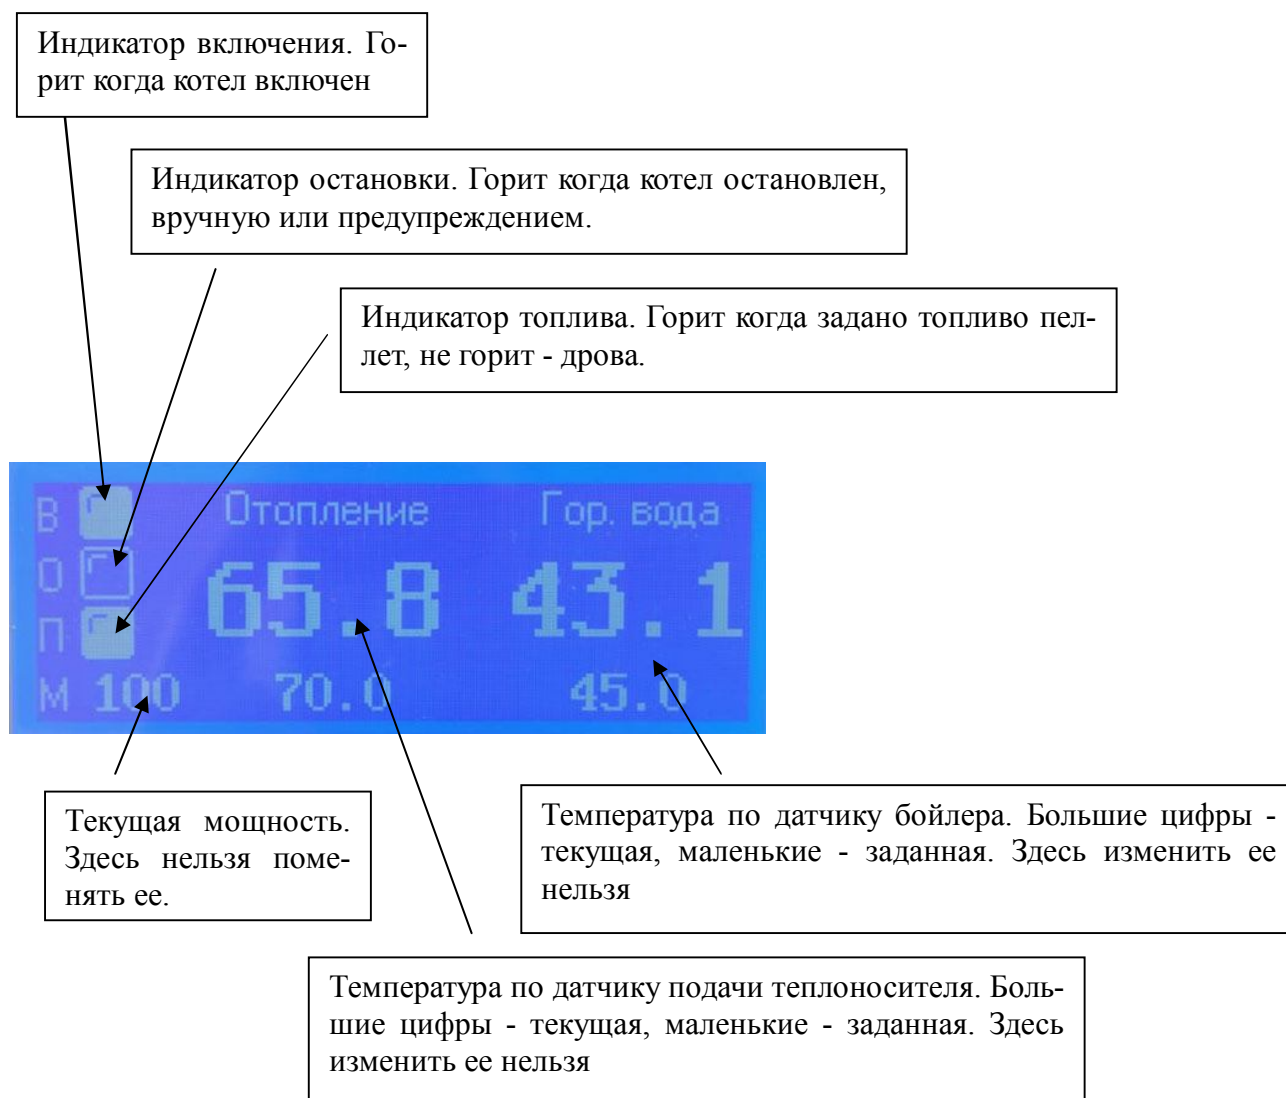 Индикатор включения. Го-
рит когда котел включен
Индикатор остановки. Горит когда котел остановлен,
вручную или предупреждением.
Индикатор топлива. Горит когда задано топливо пел-
лет, не горит - дрова.
В Отопление Гор. вода
О 65.8 43.1
П
М 100 70.0 45.0
Текущая мощность.
Здесь нельзя поме-
нять ее.
Температура по датчику бойлера. Большие цифры -
текущая, маленькие - заданная. Здесь изменить ее
нельзя
Температура по датчику подачи теплоносителя. Боль-
шие цифры - текущая, маленькие - заданная. Здесь
изменить ее нельзя